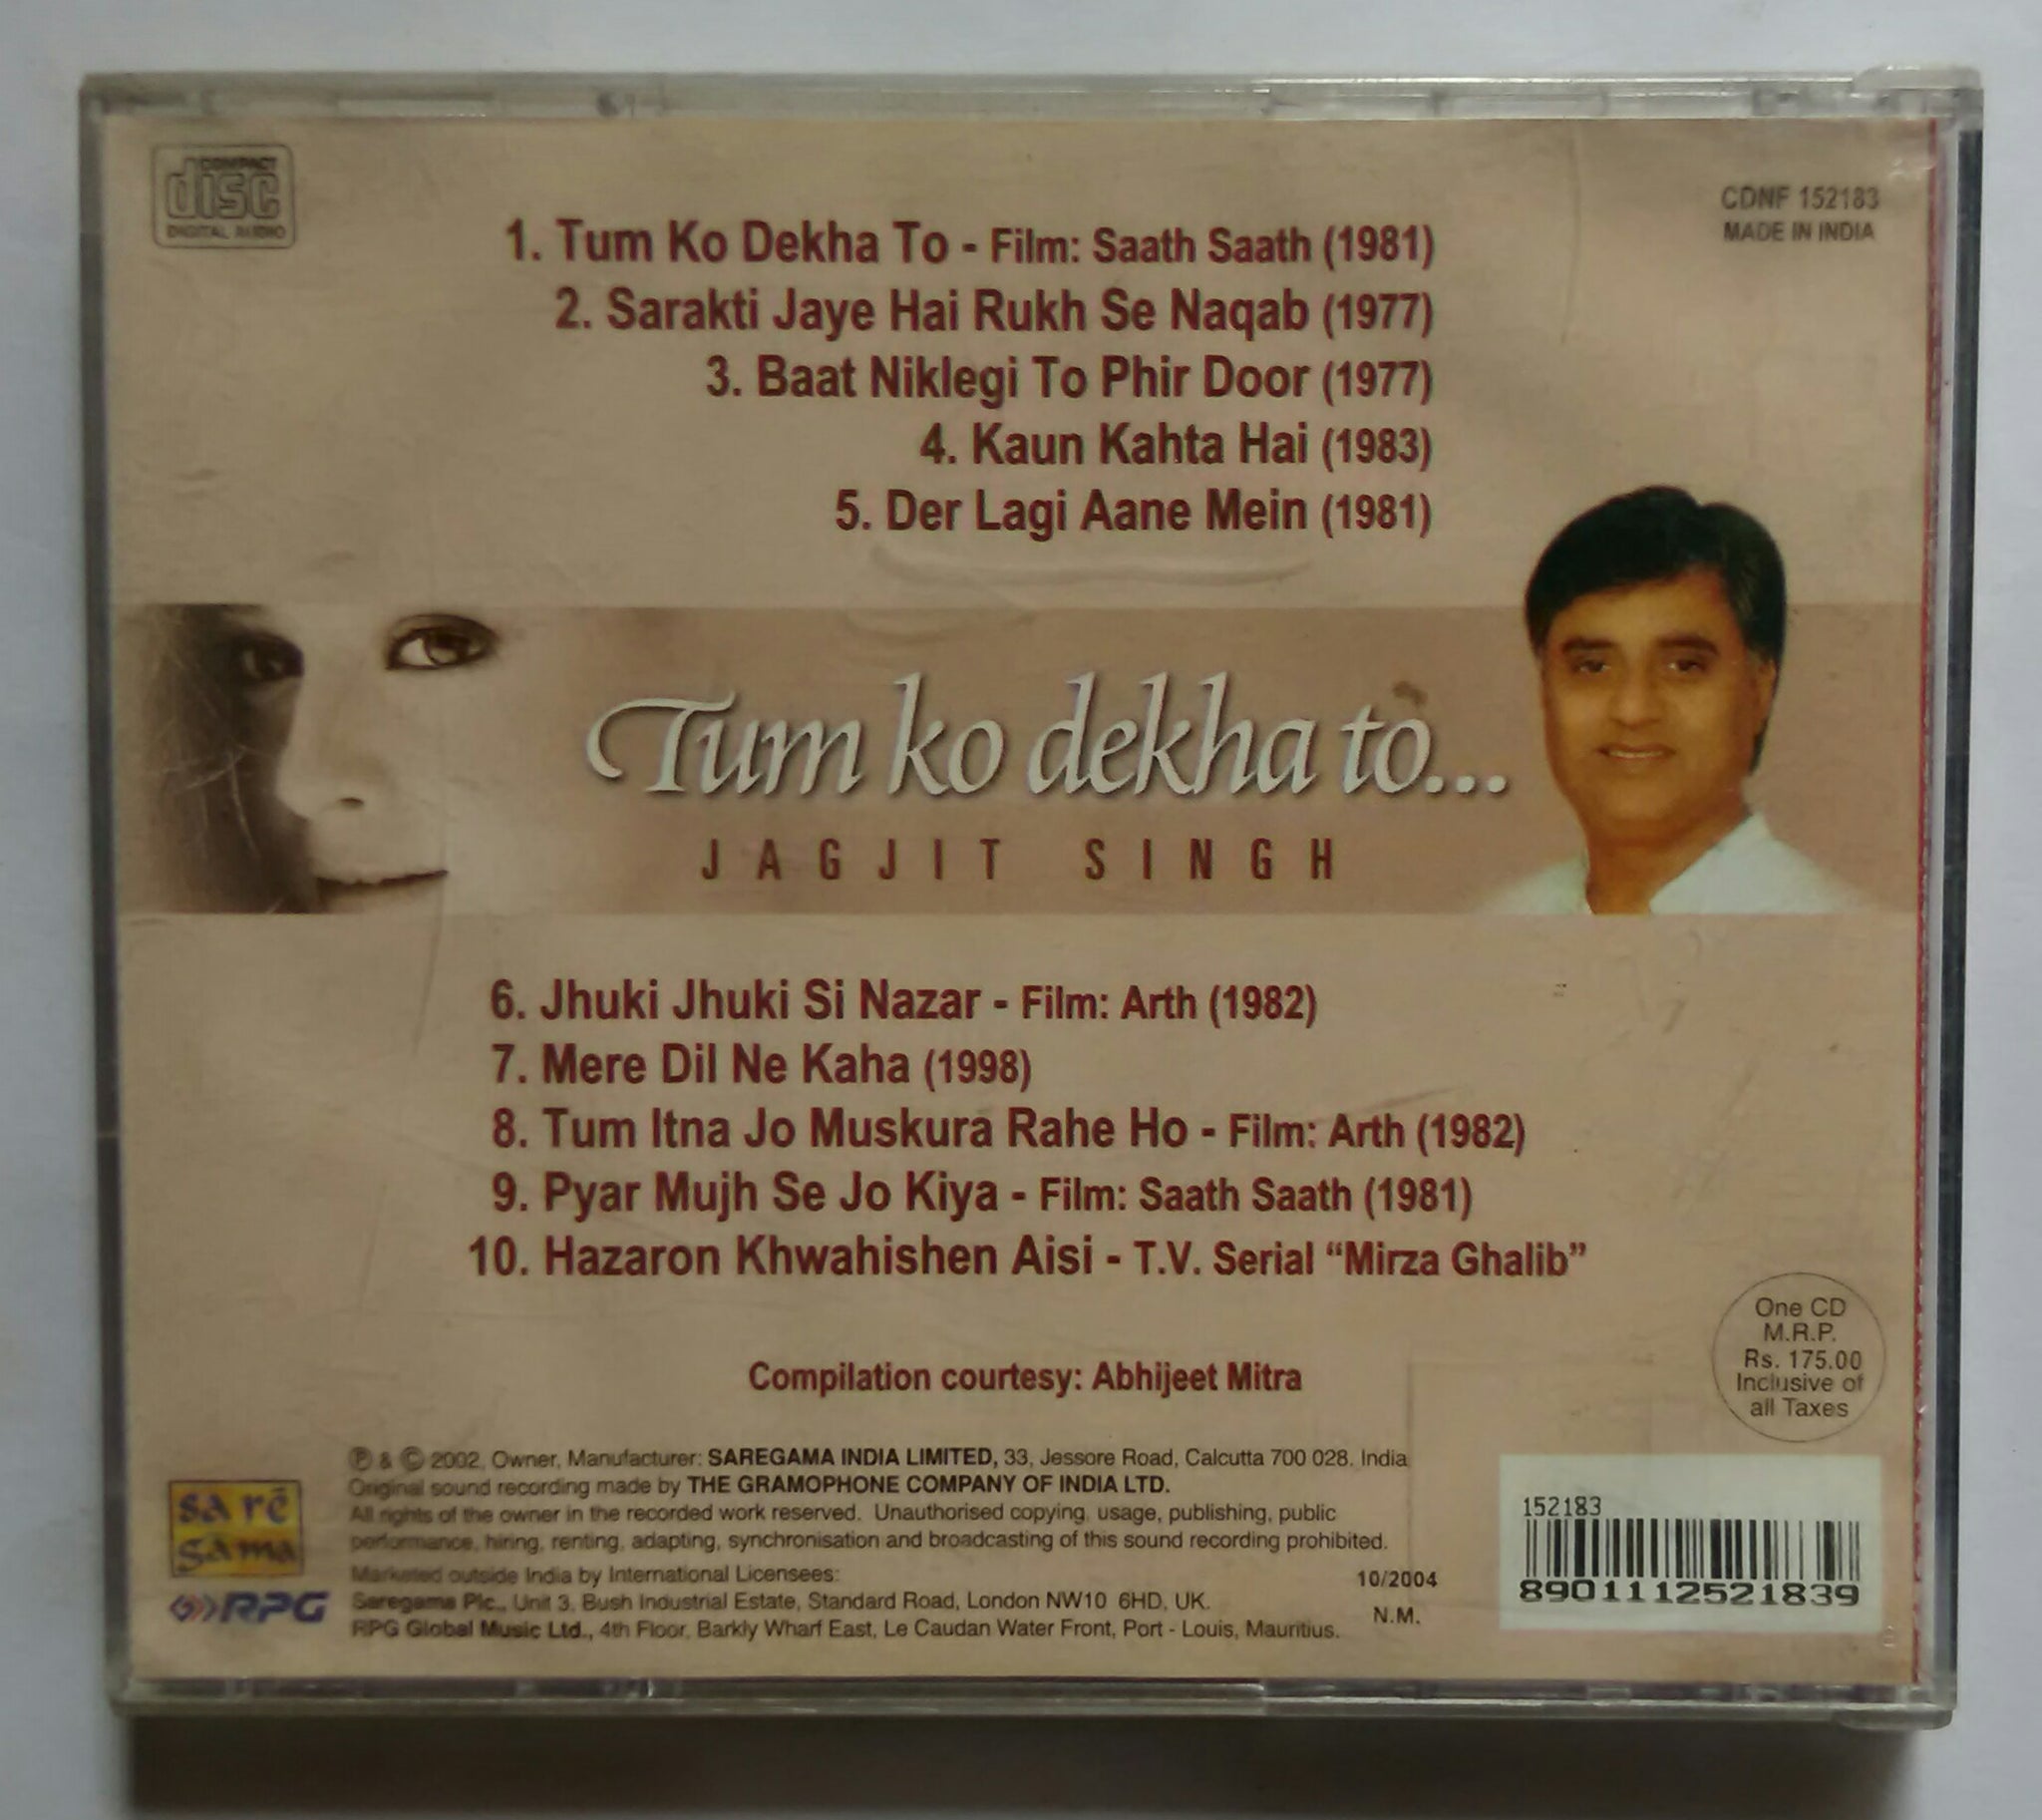 COMPACT
disc
DIGITAL AUDIO
CDNF 152183
MADE IN INDIA
1. Tum Ko Dekha To - Film: Saath Saath (1981)
2. Sarakti Jaye Hai Rukh Se Naqab (1977)
3. Baat Niklegi To Phir Door (1977)
4. Kaun Kahta Hai (1983)
5. Der Lagi Aane Mein (1981)
Tum ko dekha to...
JAGJIT SINGH
6. Jhuki Jhuki Si Nazar - Film: Arth (1982)
7. Mere Dil Ne Kaha (1998)
8. Tum Itna Jo Muskura Rahe Ho - Film: Arth (1982)
9. Pyar Mujh Se Jo Kiya - Film: Saath Saath (1981)
10. Hazaron Khwahishen Aisi - T.V. Serial “Mirza Ghalib”
One CD
M.R.P.
Rs. 175.00
Inclusive of
all Taxes
Compilation courtesy: Abhijeet Mitra
℗ & © 2002, Owner, Manufacturer: SAREGAMA INDIA LIMITED, 33, Jessore Road, Calcutta 700 028. India
Original sound recording made by THE GRAMOPHONE COMPANY OF INDIA LTD.
All rights of the owner in the recorded work reserved. Unauthorised copying, usage, publishing, public
performance, hiring, renting, adapting, synchronisation and broadcasting of this sound recording prohibited.
Marketed outside India by International Licensees:
Saregama Plc., Unit 3, Bush Industrial Estate, Standard Road, London NW10 6HD, UK.
RPG Global Music Ltd., 4th Floor, Barkly Wharf East, Le Caudan Water Front, Port - Louis, Mauritius.
10/2004
N.M.
sa rē
gāma
RPG
152183
8901112521839